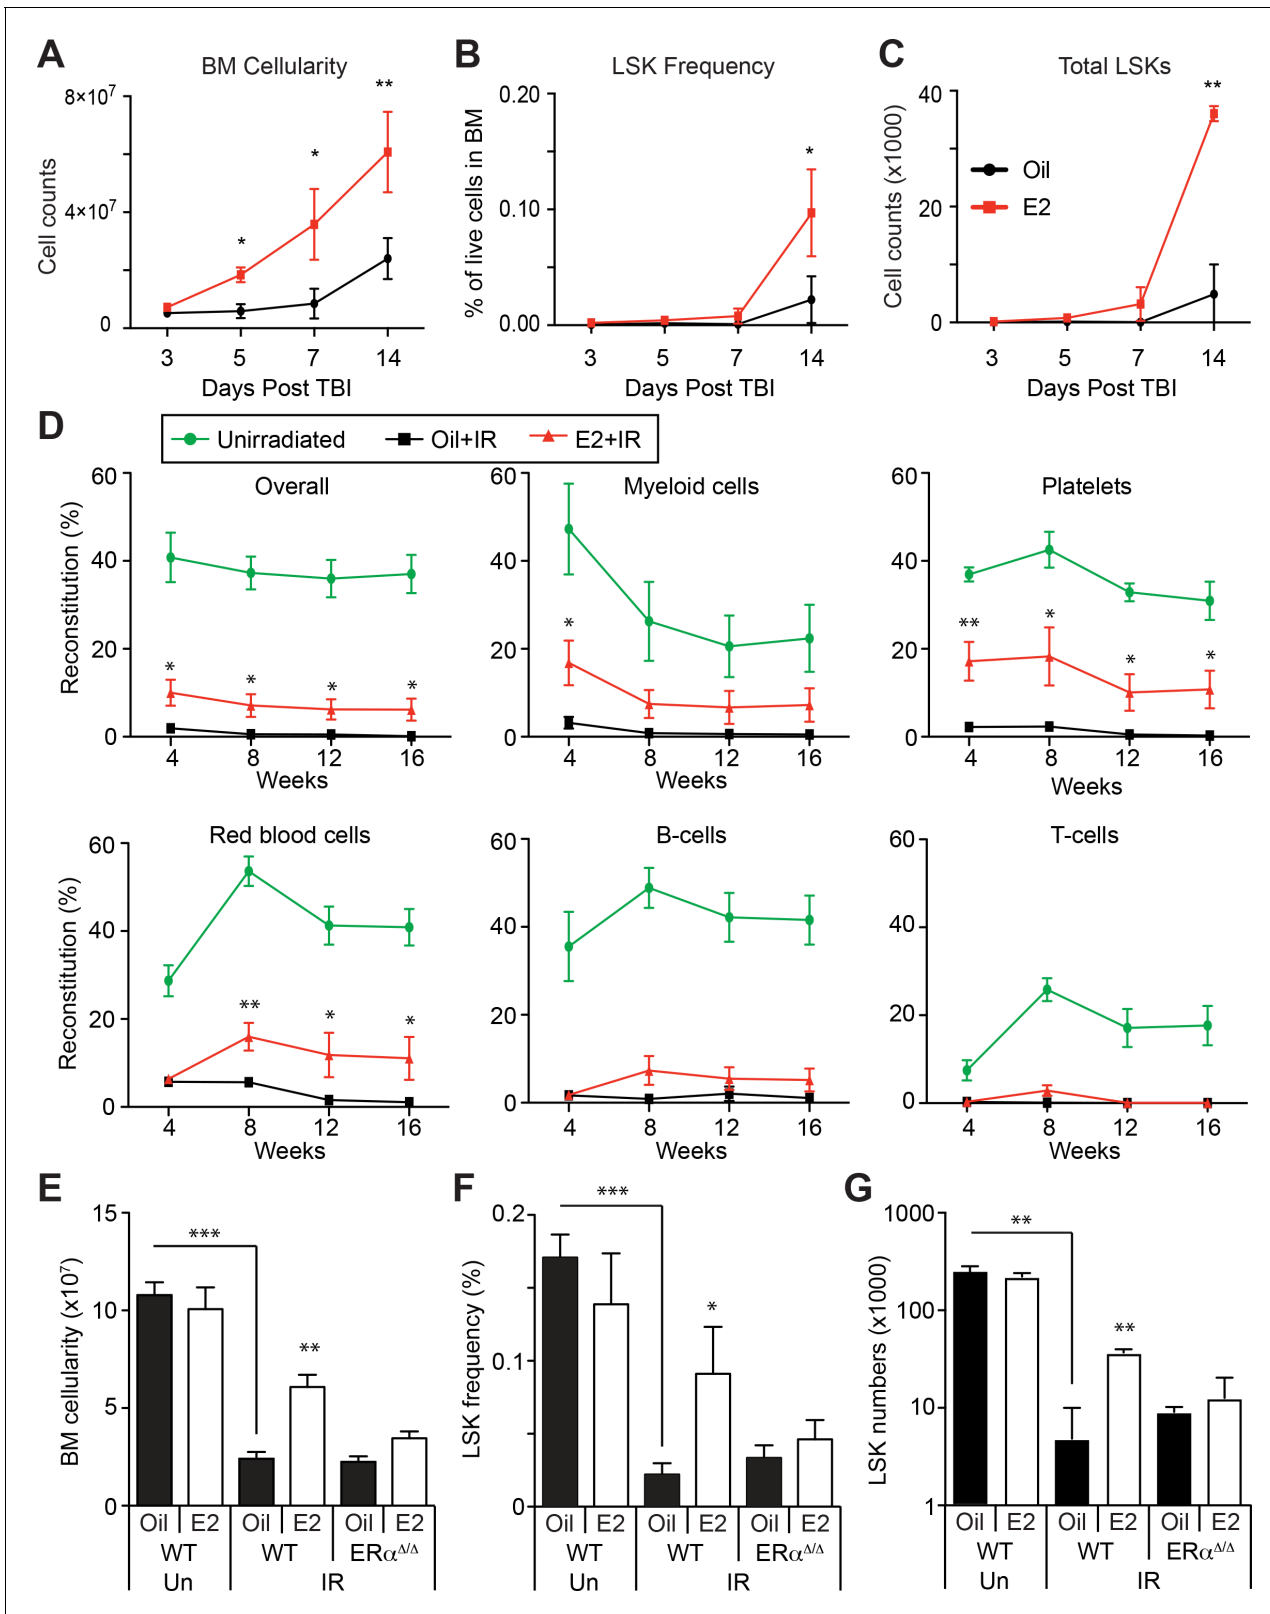 A
BM Cellularity
Cell counts
8×10⁷
4×10⁷
0
*
*
**
3 5 7 14
Days Post TBI
B
LSK Frequency
% of live cells in BM
0.20
0.10
0.00
*
3 5 7 14
Days Post TBI
C
Total LSKs
Cell counts (x1000)
40
20
0
Oil
E2
**
3 5 7 14
Days Post TBI
D
Unirradiated Oil+IR E2+IR
Overall
Reconstitution (%)
60
40
20
0
* * * *
4 8 12 16
Weeks
Myeloid cells
60
40
20
0
*
4 8 12 16
Platelets
60
40
20
0
** * * *
4 8 12 16
Weeks
Red blood cells
Reconstitution (%)
60
40
20
0
** * *
4 8 12 16
Weeks
B-cells
60
40
20
0
4 8 12 16
Weeks
T-cells
60
40
20
0
4 8 12 16
Weeks
E
BM cellularity (x10⁷)
15
10
5
0
***
**
Oil E2 Oil E2 Oil E2
WT WT ERα^Δ/Δ
Un IR
F
LSK frequency (%)
0.2
0.1
0
***
*
Oil E2 Oil E2 Oil E2
WT WT ERα^Δ/Δ
Un IR
G
LSK numbers (x1000)
1000
100
10
1
**
**
Oil E2 Oil E2 Oil E2
WT WT ERα^Δ/Δ
Un IR